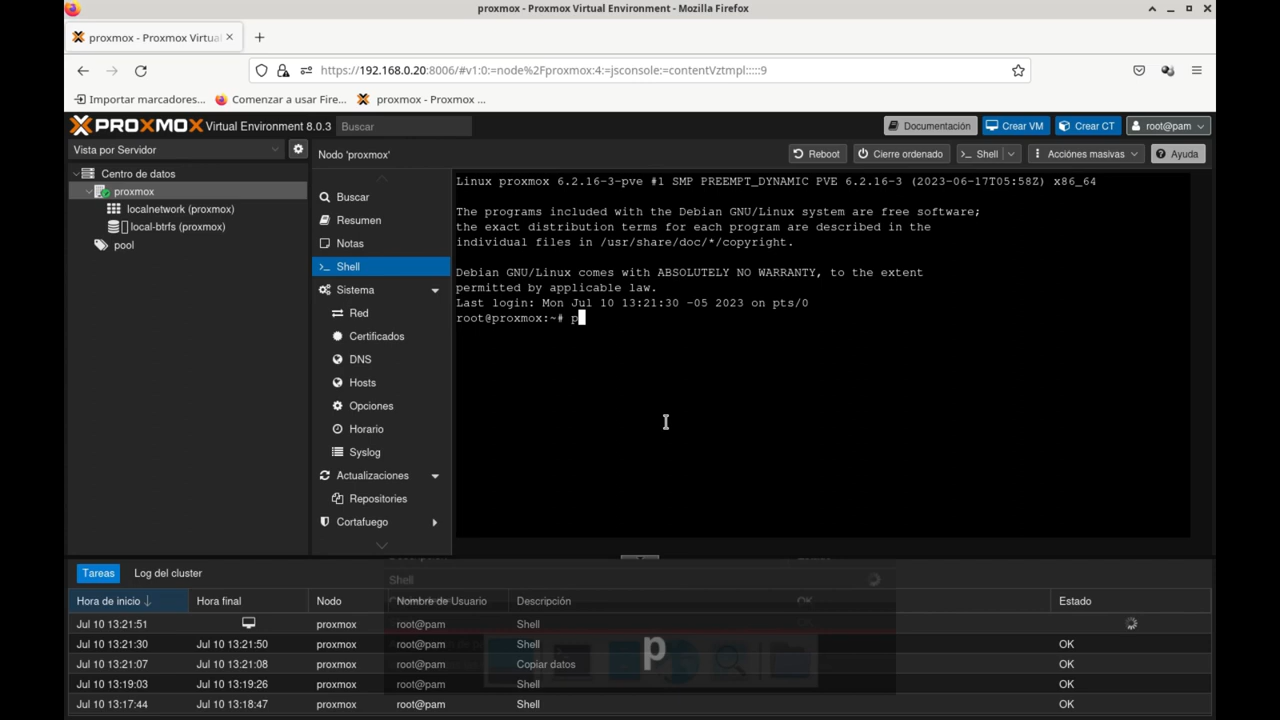 proxmox - Proxmox Virtual Environment - Mozilla Firefox
proxmox - Proxmox Virtua
https://192.168.0.20:8006/#v1:0:=node%2Fproxmox:4:=jsconsole:=contentVztmpl:::::9
Importar marcadores...
Comenzar a usar Fire...
proxmox - Proxmox ...
PROXMOX Virtual Environment 8.0.3
Buscar
Documentación
Crear VM
Crear CT
root@pam
Vista por Servidor
Nodo 'proxmox'
Reboot
Cierre ordenado
Shell
Acciónes masivas
Ayuda
Centro de datos
proxmox
localnetwork (proxmox)
local-btrfs (proxmox)
pool
Buscar
Resumen
Notas
Shell
Sistema
Red
Certificados
DNS
Hosts
Opciones
Horario
Syslog
Actualizaciones
Repositories
Cortafuego
Linux proxmox 6.2.16-3-pve #1 SMP PREEMPT_DYNAMIC PVE 6.2.16-3 (2023-06-17T05:58Z) x86_64
The programs included with the Debian GNU/Linux system are free software;
the exact distribution terms for each program are described in the
individual files in /usr/share/doc/*/copyright.
Debian GNU/Linux comes with ABSOLUTELY NO WARRANTY, to the extent
permitted by applicable law.
Last login: Mon Jul 10 13:21:30 -05 2023 on pts/0
root@proxmox:~# p
Tareas
Log del cluster
Shell
Hora de inicio
Hora final
Nodo
Nombre de Usuario
Descripción
OK
Estado
Jul 10 13:21:51 proxmox root@pam Shell
Jul 10 13:21:30 Jul 10 13:21:50 proxmox root@pam Shell OK
p
Jul 10 13:21:07 Jul 10 13:21:08 proxmox root@pam Copiar datos OK
Jul 10 13:19:03 Jul 10 13:19:26 proxmox root@pam Shell OK
Jul 10 13:17:44 Jul 10 13:18:47 proxmox root@pam Shell OK